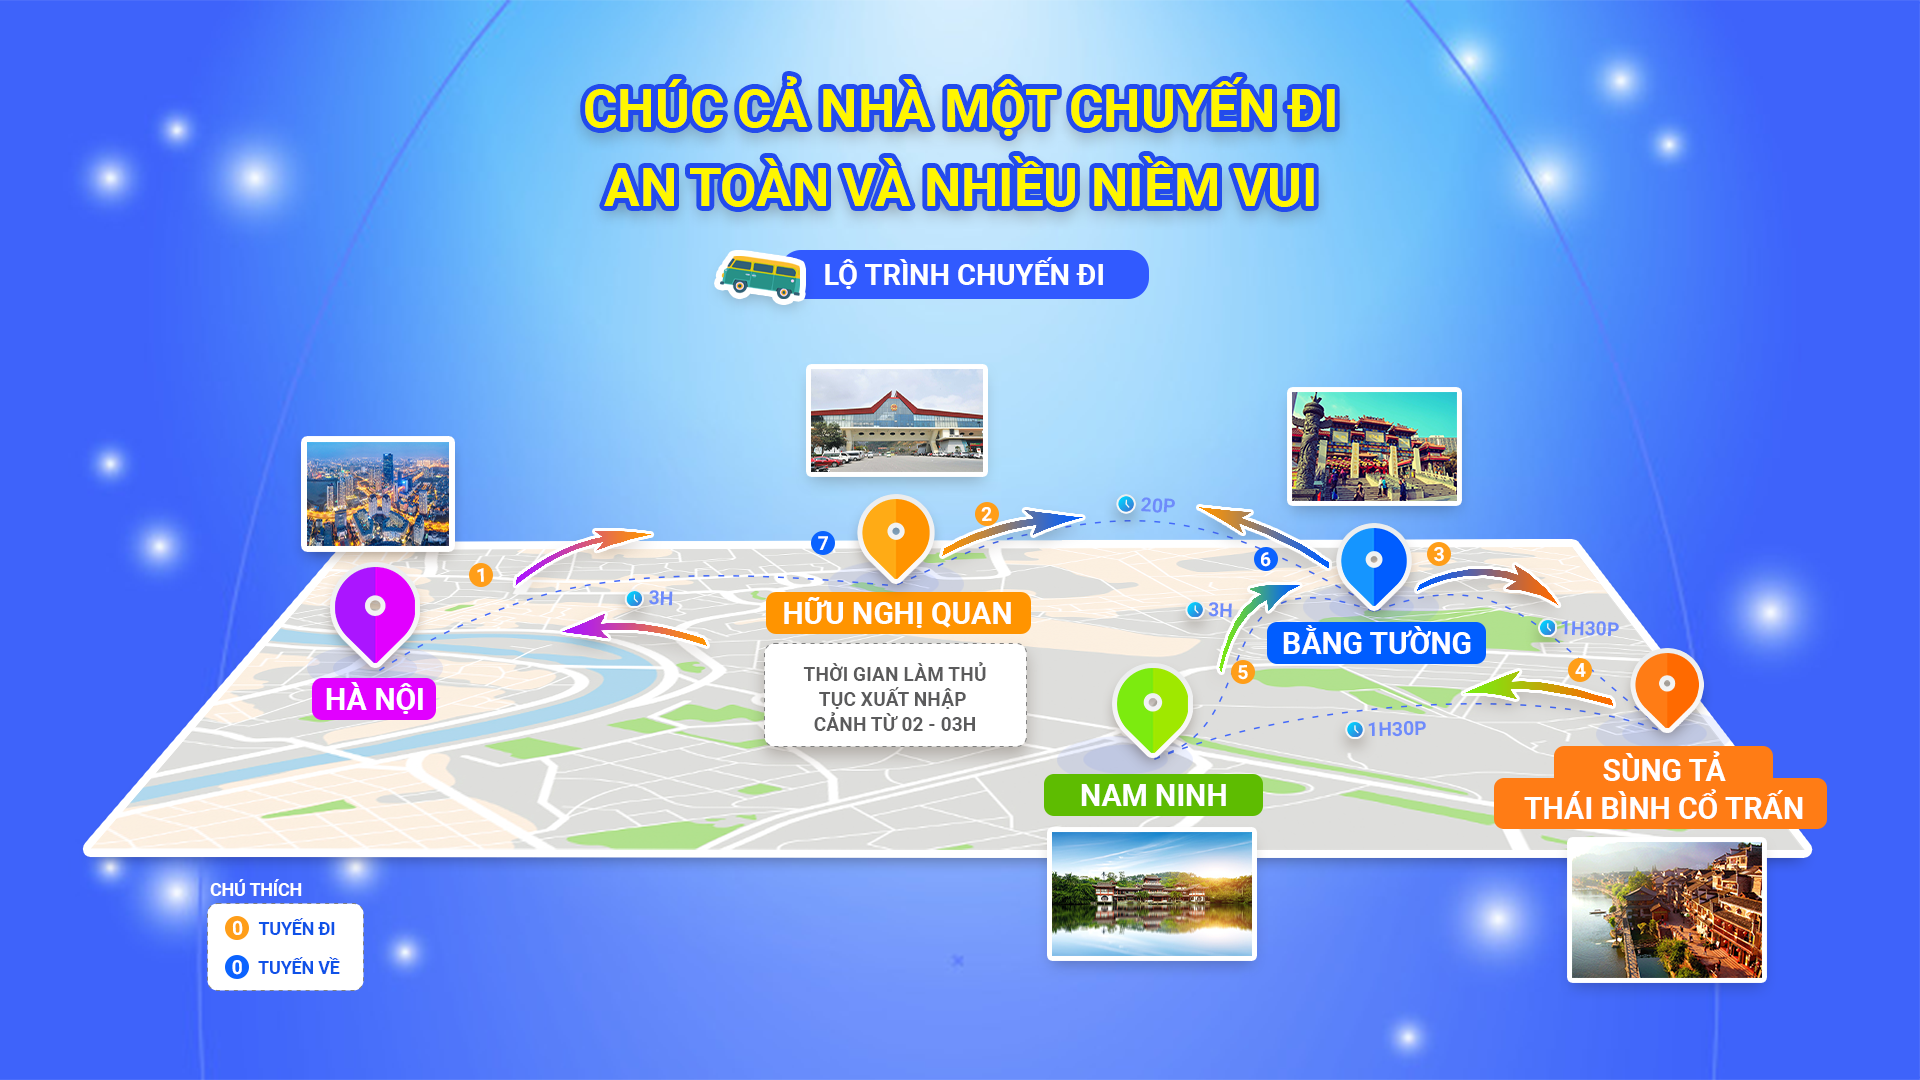 CHÚC CẢ NHÀ MỘT CHUYẾN ĐI
AN TOÀN VÀ NHIỀU NIỀM VUI
LỘ TRÌNH CHUYẾN ĐI
2
20P
7
6
3
1
3H
HỮU NGHỊ QUAN
THỜI GIAN LÀM THỦ
TỤC XUẤT NHẬP
CẢNH TỪ 02 - 03H
3H
BẰNG TƯỜNG
1H30P
5
4
HÀ NỘI
1H30P
NAM NINH
SÙNG TẢ
THÁI BÌNH CỔ TRẤN
CHÚ THÍCH
0 TUYẾN ĐI
0 TUYẾN VỀ